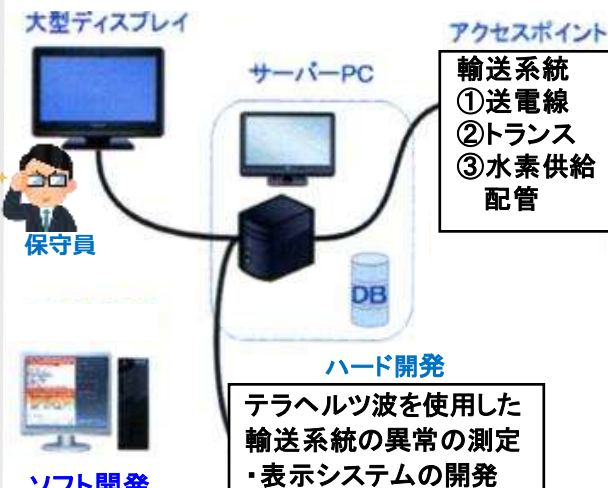 大型ディスプレイ
アクセスポイント
サーバーPC
輸送系統
①送電線
②トランス
③水素供給
配管
保守員
DB
ハード開発
テラヘルツ波を使用した
輸送系統の異常の測定
・表示システムの開発
ソフト開発